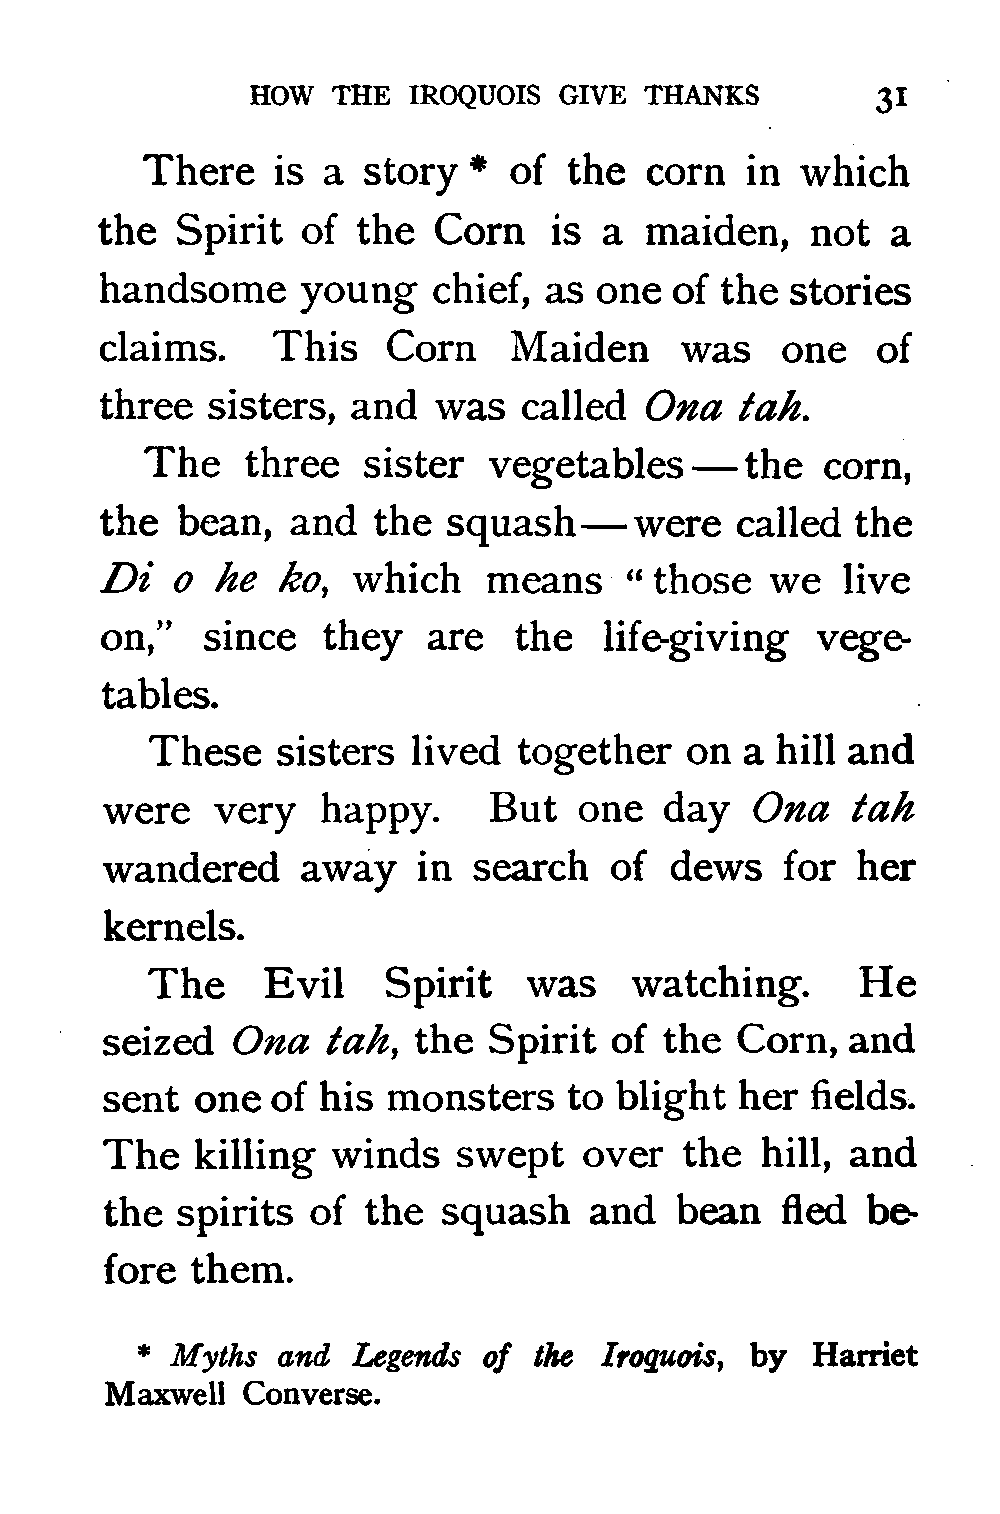 HOW THE IROQUOIS GIVE THANKS 31
There is a story * of the corn in which
the Spirit of the Corn is a maiden, not a
handsome young chief, as one of the stories
claims. This Corn Maiden was one of
three sisters, and was called Ona tah.
The three sister vegetables—the corn,
the bean, and the squash—were called the
Di o he ko, which means “those we live
on,” since they are the life-giving vege-
tables.
These sisters lived together on a hill and
were very happy. But one day Ona tah
wandered away in search of dews for her
kernels.
The Evil Spirit was watching. He
seized Ona tah, the Spirit of the Corn, and
sent one of his monsters to blight her fields.
The killing winds swept over the hill, and
the spirits of the squash and bean fled be-
fore them.
* Myths and Legends of the Iroquois, by Harriet
Maxwell Converse.